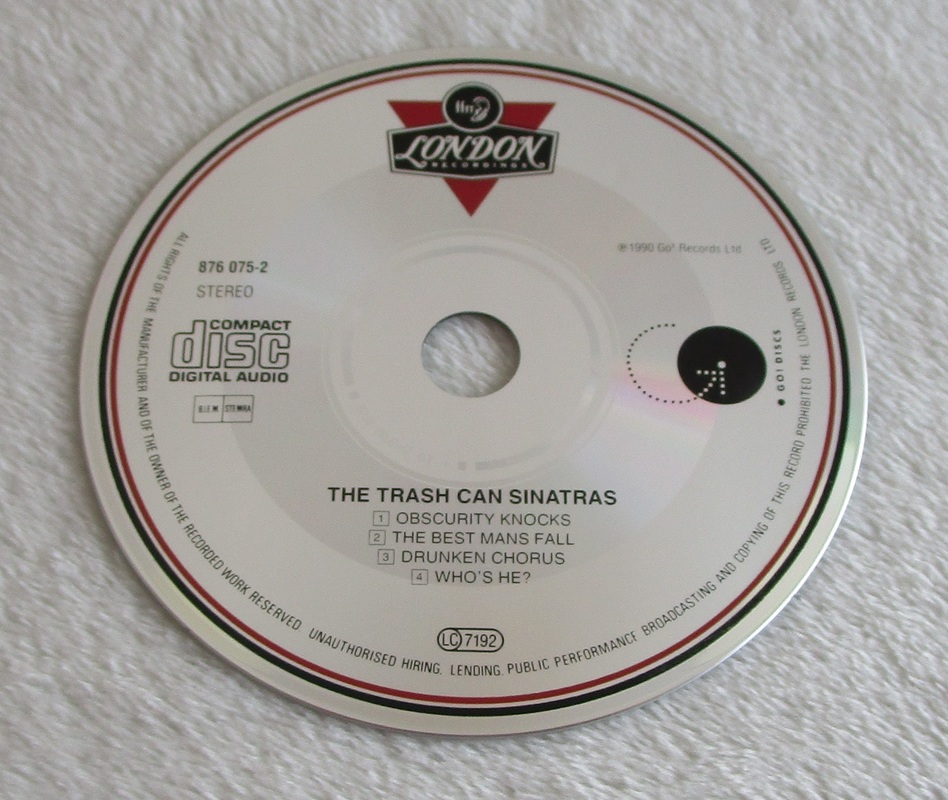 ffrr
LONDON
RECORDINGS
℗ 1990 Go! Records Ltd.
876 075-2
STEREO
COMPACT
disc
DIGITAL AUDIO
B.I.E.M. STEMRA
● GO! DISCS
THE TRASH CAN SINATRAS
1 OBSCURITY KNOCKS
2 THE BEST MANS FALL
3 DRUNKEN CHORUS
4 WHO'S HE?
LC 7192
ALL RIGHTS OF THE MANUFACTURER AND OF THE OWNER OF THE RECORDED WORK RESERVED UNAUTHORISED HIRING, LENDING, PUBLIC PERFORMANCE BROADCASTING AND COPYING OF THIS RECORD PROHIBITED THE LONDON RECORDS LTD